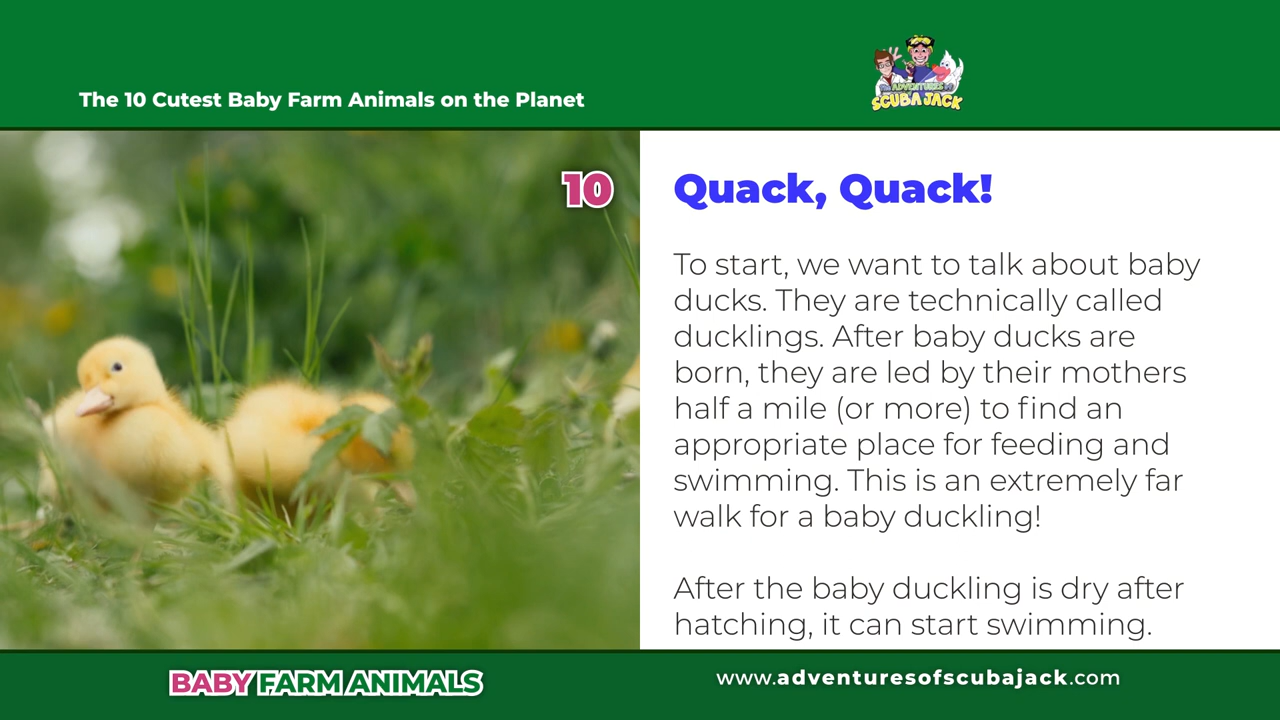 The 10 Cutest Baby Farm Animals on the Planet
THE ADVENTURES OF
SCUBA JACK
10
Quack, Quack!
To start, we want to talk about baby
ducks. They are technically called
ducklings. After baby ducks are
born, they are led by their mothers
half a mile (or more) to find an
appropriate place for feeding and
swimming. This is an extremely far
walk for a baby duckling!
After the baby duckling is dry after
hatching, it can start swimming.
BABY FARM ANIMALS
www.adventuresofscubajack.com